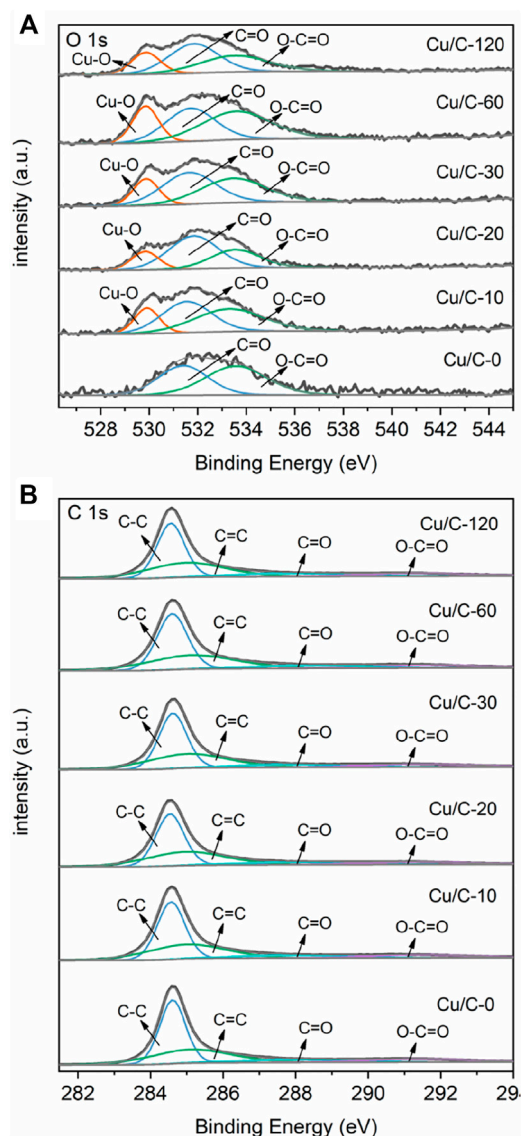 A
O 1s
C=O
O-C=O
Cu/C-120
Cu-O
Cu-O
C=O
O-C=O
Cu/C-60
Cu-O
C=O
O-C=O
Cu/C-30
Cu-O
C=O
O-C=O
Cu/C-20
Cu-O
C=O
O-C=O
Cu/C-10
C=O
O-C=O
Cu/C-0
intensity (a.u.)
528 530 532 534 536 538 540 542 544
Binding Energy (eV)
B
C 1s
C-C
C=C
C=O
O-C=O
Cu/C-120
C-C
C=C
C=O
O-C=O
Cu/C-60
C-C
C=C
C=O
O-C=O
Cu/C-30
C-C
C=C
C=O
O-C=O
Cu/C-20
C-C
C=C
C=O
O-C=O
Cu/C-10
C-C
C=C
C=O
O-C=O
Cu/C-0
intensity (a.u.)
282 284 286 288 290 292 29
Binding Energy (eV)